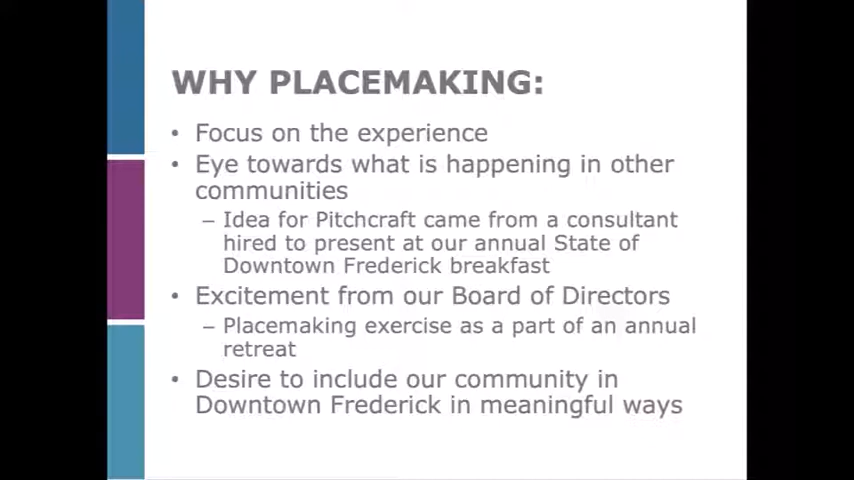 WHY PLACEMAKING:
• Focus on the experience
• Eye towards what is happening in other
communities
– Idea for Pitchcraft came from a consultant
hired to present at our annual State of
Downtown Frederick breakfast
• Excitement from our Board of Directors
– Placemaking exercise as a part of an annual
retreat
• Desire to include our community in
Downtown Frederick in meaningful ways